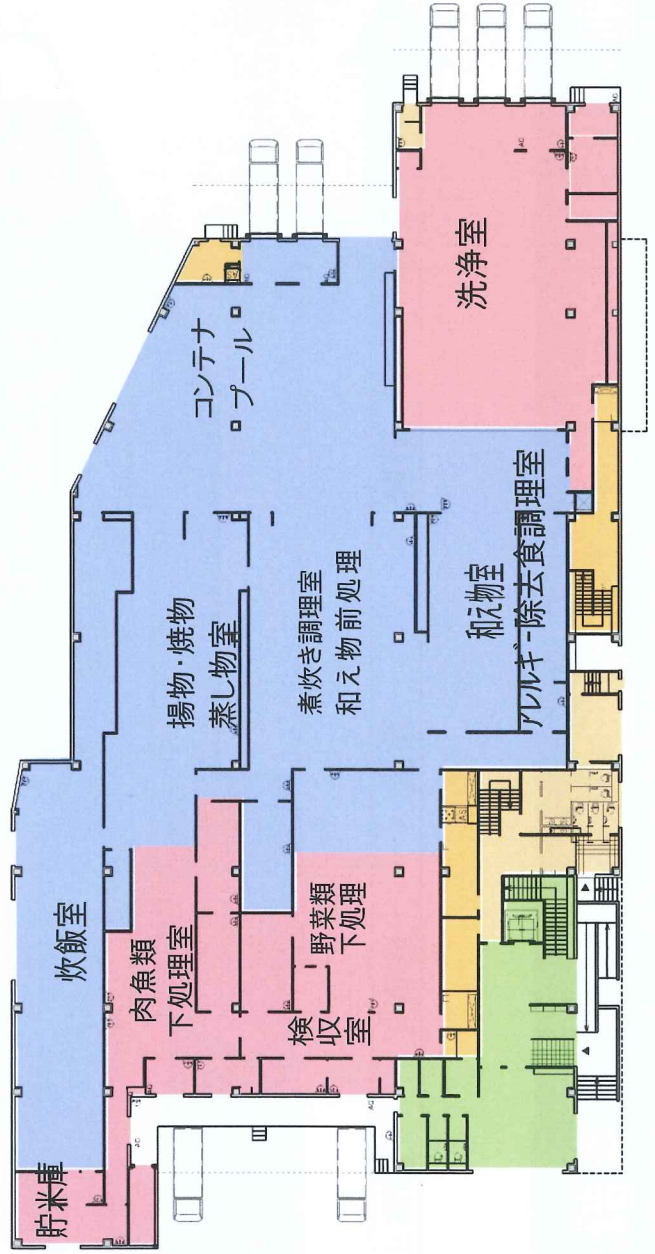 貯米庫
炊飯室
肉魚類
下処理室
検収室
野菜類
下処理
揚物・焼物
蒸し物室
煮炊き調理室
和え物前処理
和え物室
アレルギー除去食調理室
コンテナ
プール
洗浄室